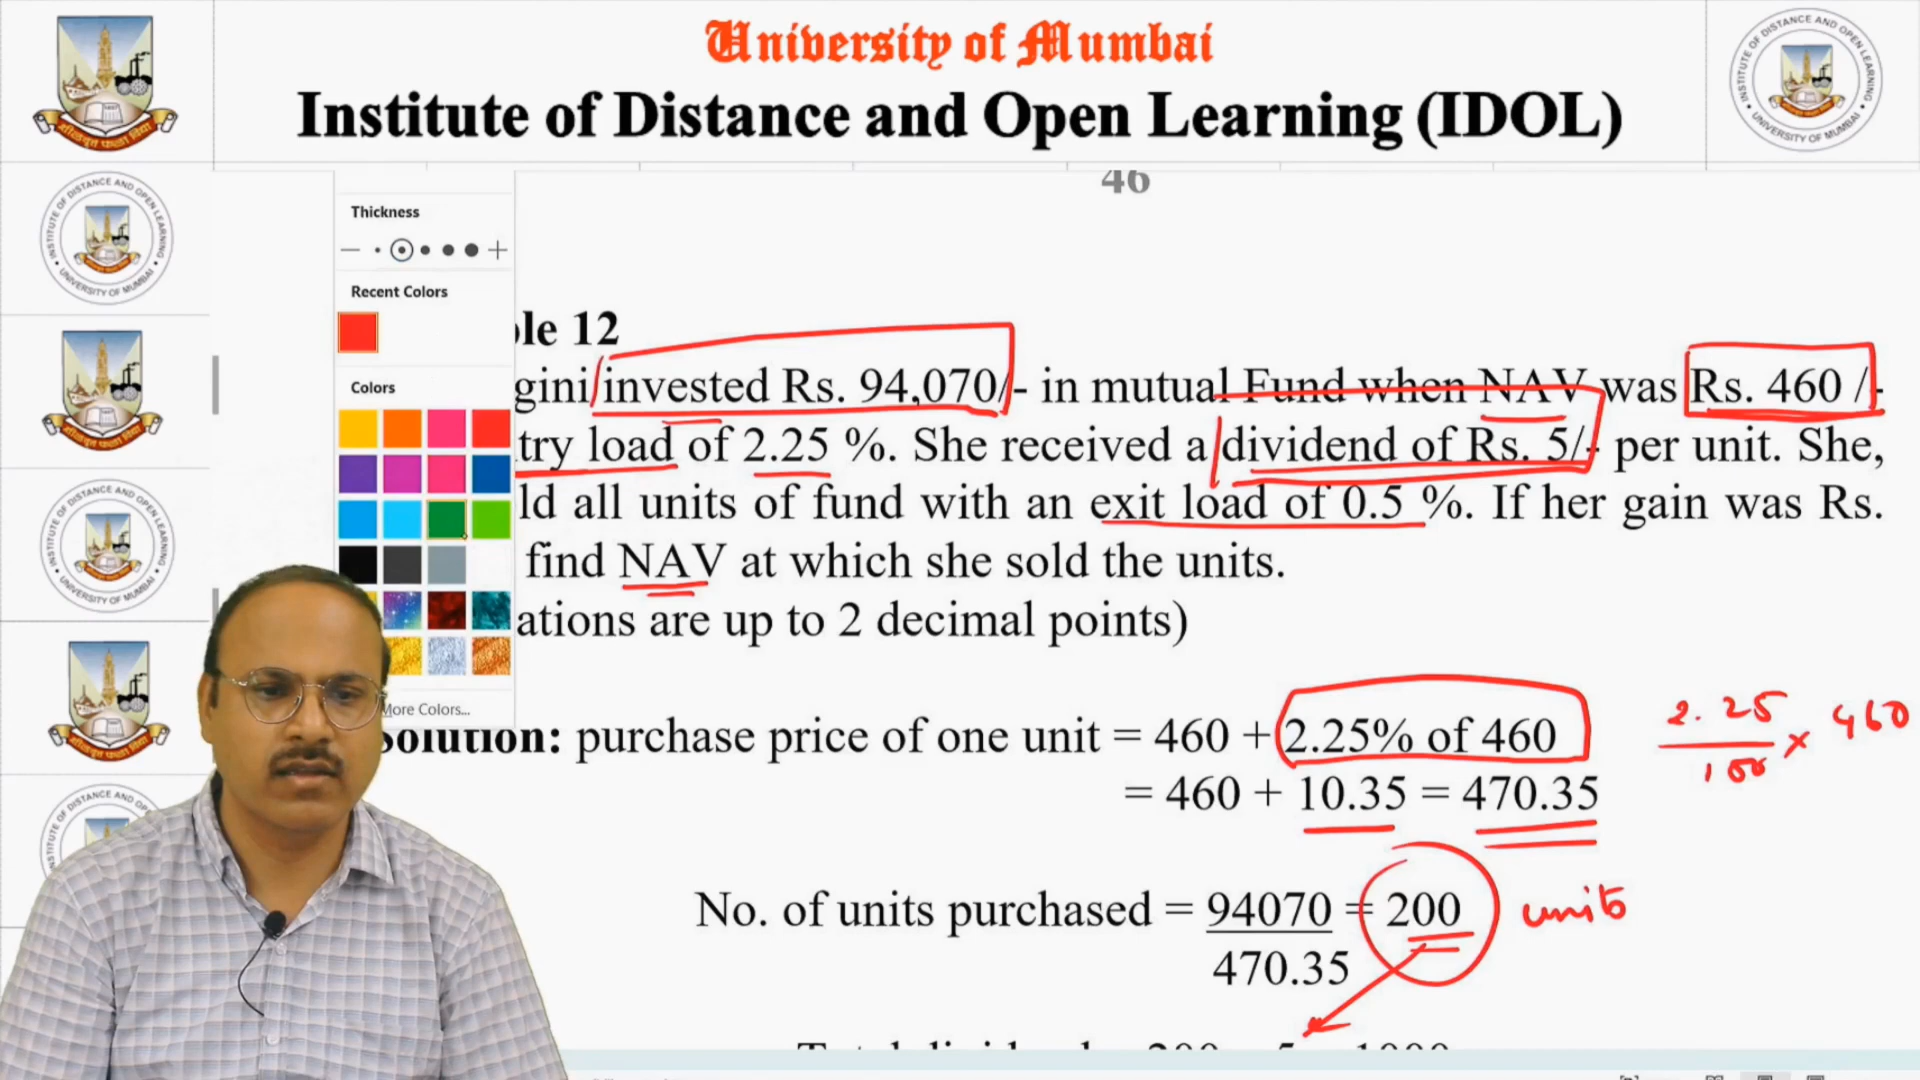 University of Mumbai
Institute of Distance and Open Learning (IDOL)
46
Thickness
Recent Colors
Colors
More Colors...
le 12
gini invested Rs. 94,070/- in mutual Fund when NAV was Rs. 460 /-
try load of 2.25 %. She received a dividend of Rs. 5/- per unit. She,
ld all units of fund with an exit load of 0.5 %. If her gain was Rs.
find NAV at which she sold the units.
ations are up to 2 decimal points)
Solution: purchase price of one unit = 460 + 2.25% of 460
2.25
100 × 460
= 460 + 10.35 = 470.35
No. of units purchased = 94070 = 200 units
470.35